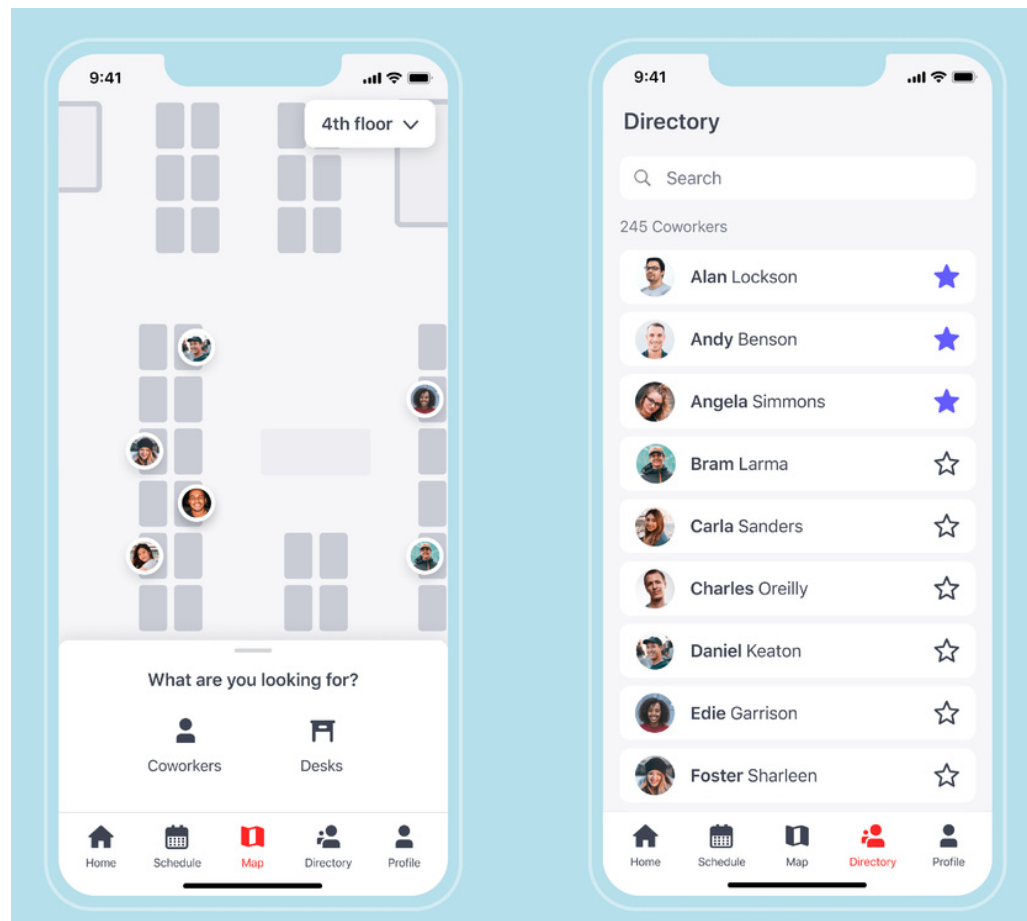 9:41
4th floor
What are you looking for?
Coworkers
Desks
Home
Schedule
Map
Directory
Profile
9:41
Directory
Search
245 Coworkers
Alan Lockson
Andy Benson
Angela Simmons
Bram Larma
Carla Sanders
Charles Oreilly
Daniel Keaton
Edie Garrison
Foster Sharleen
Home
Schedule
Map
Directory
Profile